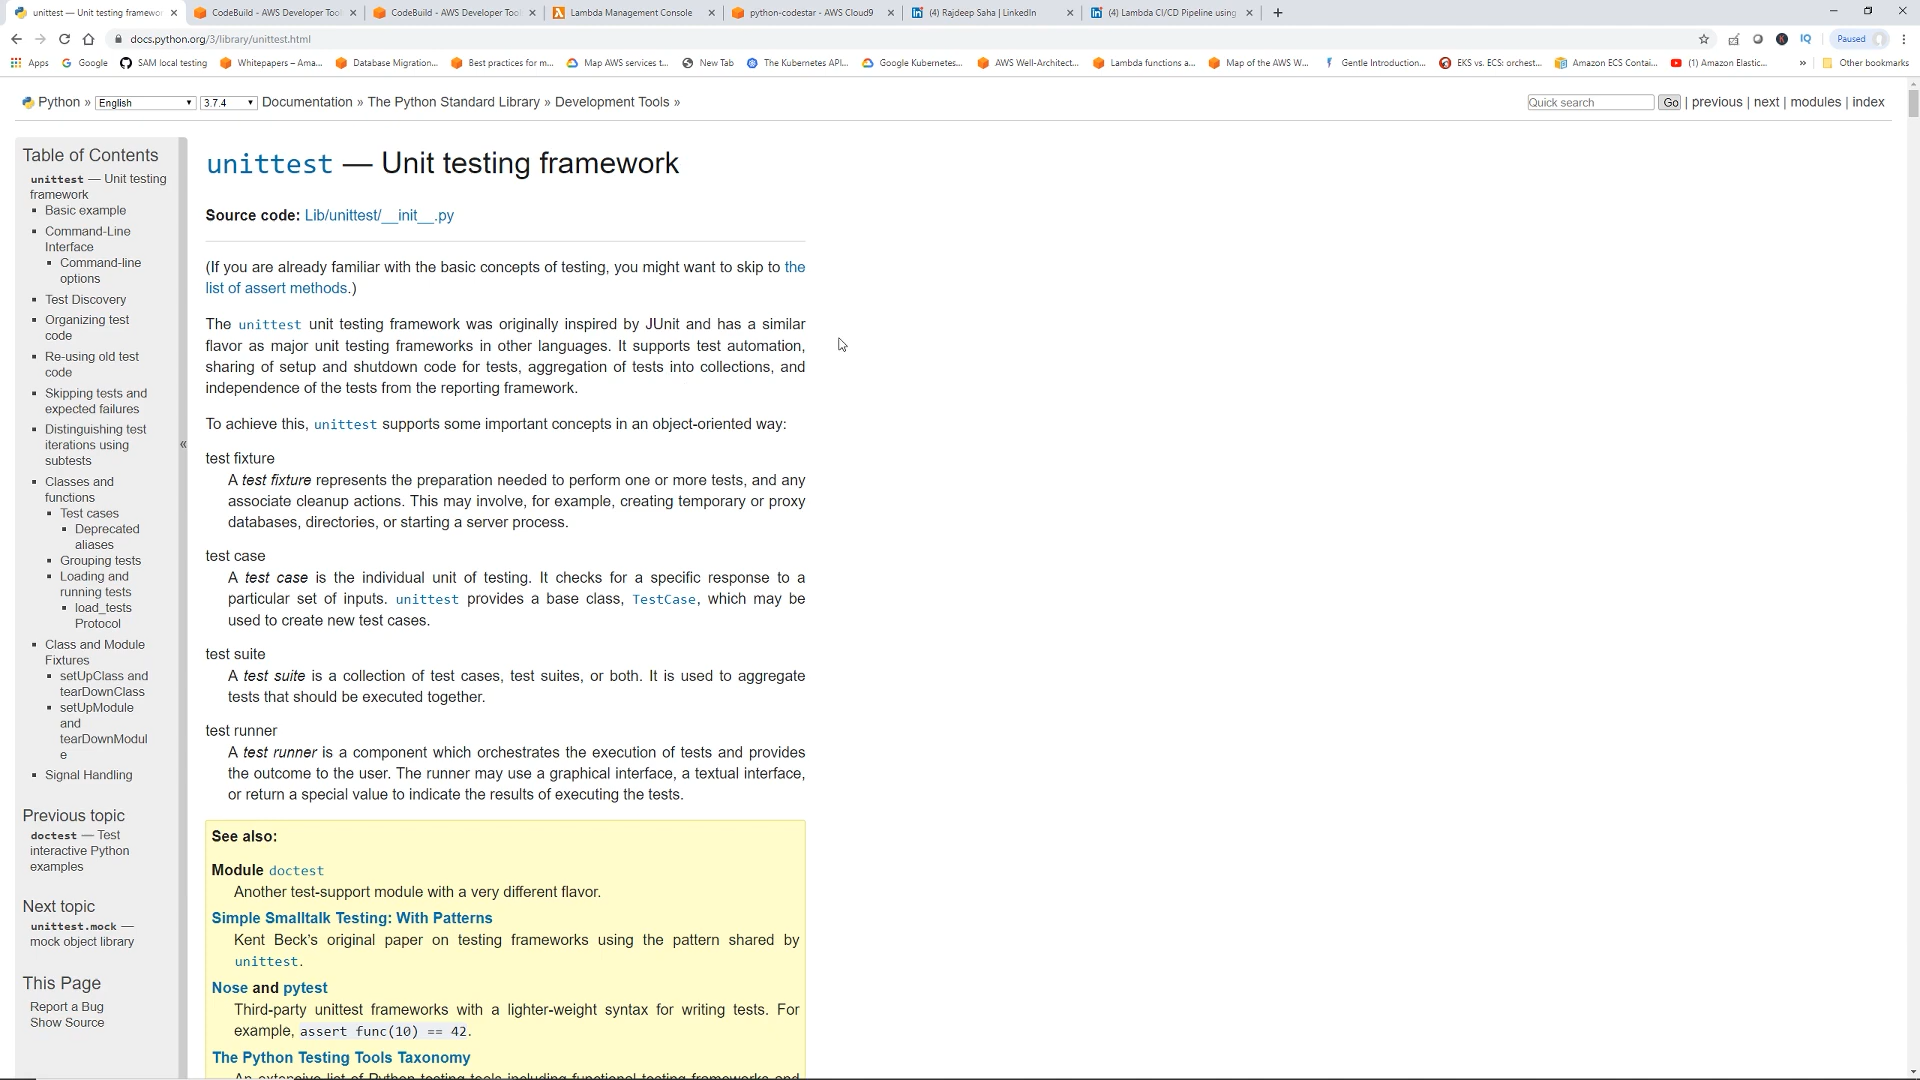 unittest — Unit testing framewor
CodeBuild - AWS Developer Tool
CodeBuild - AWS Developer Tool
Lambda Management Console
python-codestar - AWS Cloud9
(4) Rajdeep Saha | LinkedIn
(4) Lambda CI/CD Pipeline using
docs.python.org/3/library/unittest.html
IQ
Paused
Apps
Google
SAM local testing
Whitepapers – Ama...
Database Migration...
Best practices for m...
Map AWS services t...
New Tab
The Kubernetes API...
Google Kubernetes...
AWS Well-Architect...
Lambda functions a...
Map of the AWS W...
Gentle Introduction...
EKS vs. ECS: orchest...
Amazon ECS Contai...
(1) Amazon Elastic...
»
Other bookmarks
Python » English 3.7.4 Documentation » The Python Standard Library » Development Tools »
Quick search Go | previous | next | modules | index
Table of Contents
unittest — Unit testing
framework
Basic example
Command-Line
Interface
Command-line
options
Test Discovery
Organizing test
code
Re-using old test
code
Skipping tests and
expected failures
Distinguishing test
iterations using
subtests
Classes and
functions
Test cases
Deprecated
aliases
Grouping tests
Loading and
running tests
load_tests
Protocol
Class and Module
Fixtures
setUpClass and
tearDownClass
setUpModule
and
tearDownModul
e
Signal Handling
Previous topic
doctest — Test
interactive Python
examples
Next topic
unittest.mock —
mock object library
This Page
Report a Bug
Show Source
«
unittest — Unit testing framework
Source code: Lib/unittest/__init__.py
(If you are already familiar with the basic concepts of testing, you might want to skip to the
list of assert methods.)
The unittest unit testing framework was originally inspired by JUnit and has a similar
flavor as major unit testing frameworks in other languages. It supports test automation,
sharing of setup and shutdown code for tests, aggregation of tests into collections, and
independence of the tests from the reporting framework.
To achieve this, unittest supports some important concepts in an object-oriented way:
test fixture
A test fixture represents the preparation needed to perform one or more tests, and any
associate cleanup actions. This may involve, for example, creating temporary or proxy
databases, directories, or starting a server process.
test case
A test case is the individual unit of testing. It checks for a specific response to a
particular set of inputs. unittest provides a base class, TestCase, which may be
used to create new test cases.
test suite
A test suite is a collection of test cases, test suites, or both. It is used to aggregate
tests that should be executed together.
test runner
A test runner is a component which orchestrates the execution of tests and provides
the outcome to the user. The runner may use a graphical interface, a textual interface,
or return a special value to indicate the results of executing the tests.
See also:
Module doctest
Another test-support module with a very different flavor.
Simple Smalltalk Testing: With Patterns
Kent Beck's original paper on testing frameworks using the pattern shared by
unittest.
Nose and pytest
Third-party unittest frameworks with a lighter-weight syntax for writing tests. For
example, assert func(10) == 42.
The Python Testing Tools Taxonomy
An extensive list of Python testing tools including functional testing frameworks and